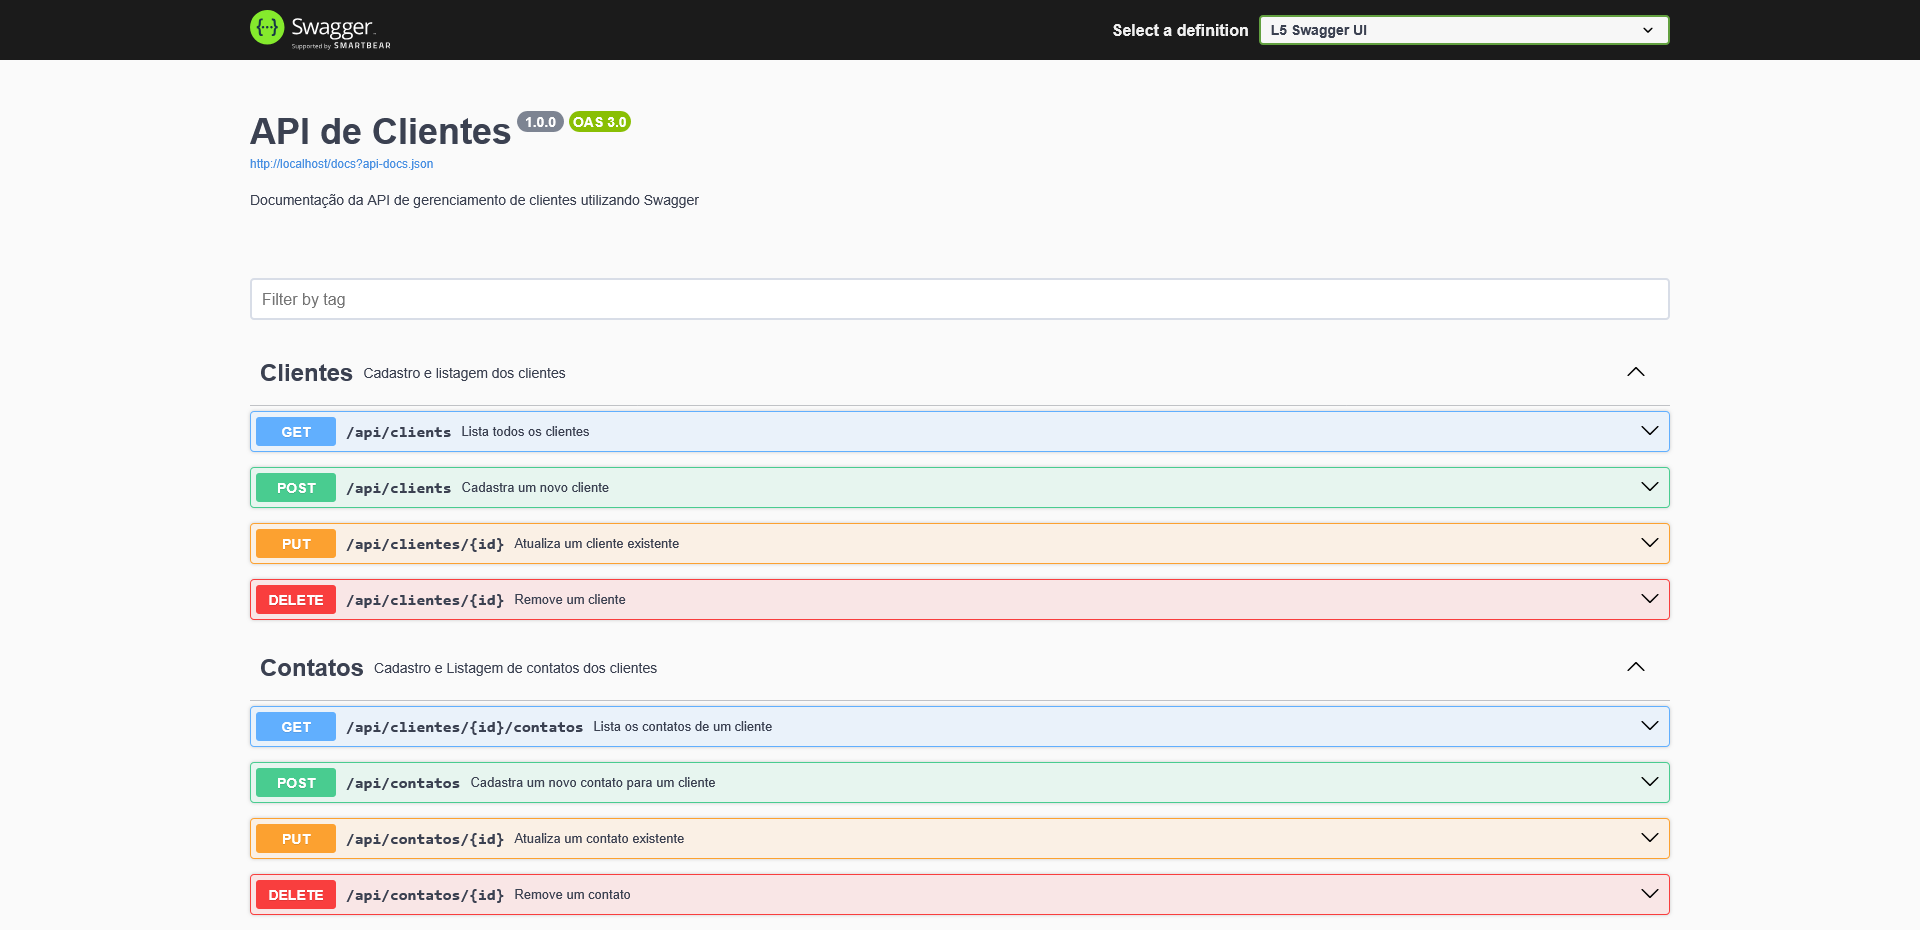 Swagger
Supported by SMARTBEAR
Select a definition
L5 Swagger UI
API de Clientes 1.0.0 OAS 3.0
http://localhost/docs?api-docs.json
Documentação da API de gerenciamento de clientes utilizando Swagger
Filter by tag
Clientes Cadastro e listagem dos clientes
GET /api/clients Lista todos os clientes
POST /api/clients Cadastra um novo cliente
PUT /api/clientes/{id} Atualiza um cliente existente
DELETE /api/clientes/{id} Remove um cliente
Contatos Cadastro e Listagem de contatos dos clientes
GET /api/clientes/{id}/contatos Lista os contatos de um cliente
POST /api/contatos Cadastra um novo contato para um cliente
PUT /api/contatos/{id} Atualiza um contato existente
DELETE /api/contatos/{id} Remove um contato